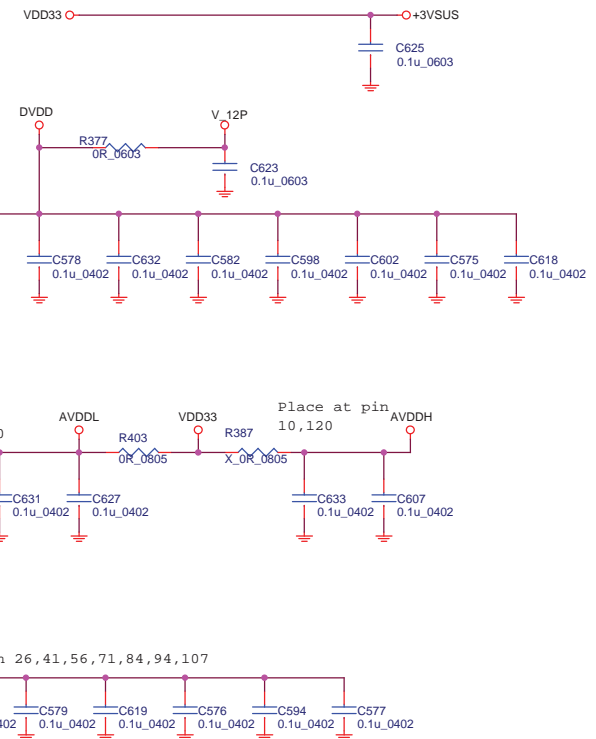 VDD33
+3VSUS
C625
0.1u_0603
DVDD
V_12P
R377
0R_0603
C623
0.1u_0603
C578
0.1u_0402
C632
0.1u_0402
C582
0.1u_0402
C598
0.1u_0402
C602
0.1u_0402
C575
0.1u_0402
C618
0.1u_0402
Place at pin
10,120
AVDDL
VDD33
AVDDH
R403
0R_0805
R387
X_0R_0805
0
C631
0.1u_0402
C627
0.1u_0402
C633
0.1u_0402
C607
0.1u_0402
n 26,41,56,71,84,94,107
402
C579
0.1u_0402
C619
0.1u_0402
C576
0.1u_0402
C594
0.1u_0402
C577
0.1u_0402